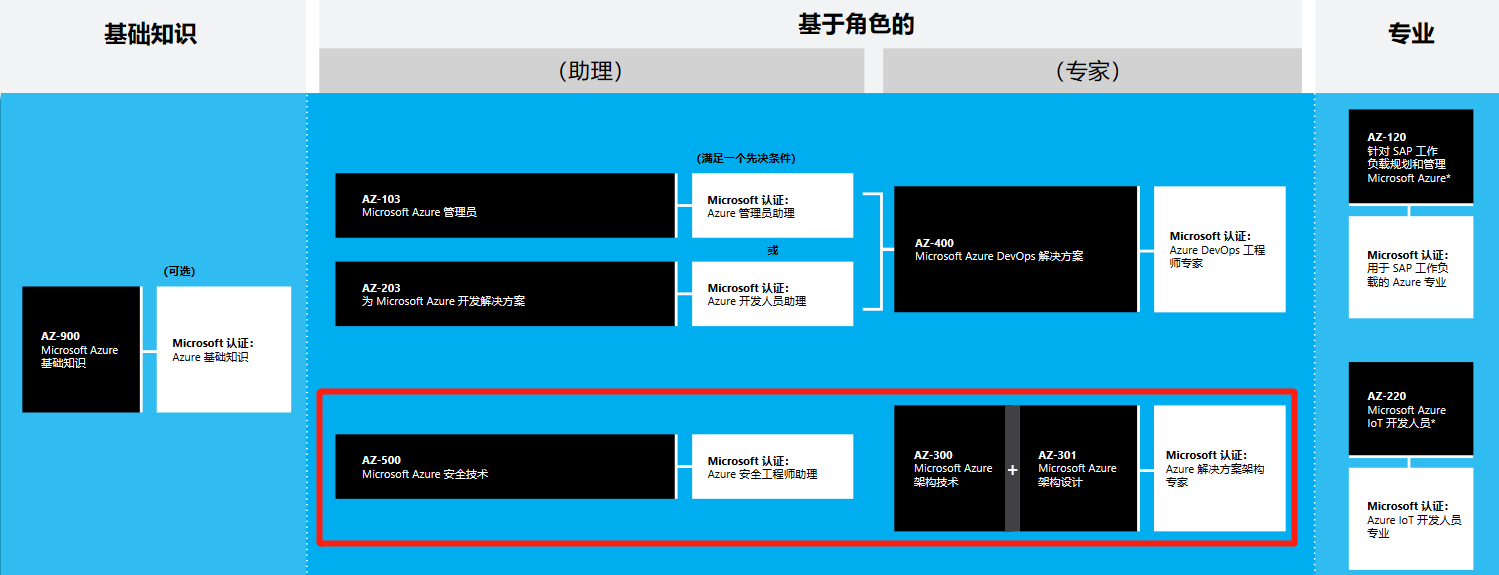 基础知识
基于角色的
专业
（助理）
（专家）
(可选)
AZ-900
Microsoft Azure
基础知识
Microsoft 认证：
Azure 基础知识
(满足一个先决条件)
AZ-103
Microsoft Azure 管理员
Microsoft 认证：
Azure 管理员助理
或
AZ-203
为 Microsoft Azure 开发解决方案
Microsoft 认证：
Azure 开发人员助理
AZ-400
Microsoft Azure DevOps 解决方案
Microsoft 认证：
Azure DevOps 工程
师专家
AZ-500
Microsoft Azure 安全技术
Microsoft 认证：
Azure 安全工程师助理
AZ-300
Microsoft Azure
架构技术
+
AZ-301
Microsoft Azure
架构设计
Microsoft 认证：
Azure 解决方案架构
专家
AZ-120
针对 SAP 工作
负载规划和管理
Microsoft Azure*
Microsoft 认证：
用于 SAP 工作负
载的 Azure 专业
AZ-220
Microsoft Azure
IoT 开发人员*
Microsoft 认证：
Azure IoT 开发人员
专业